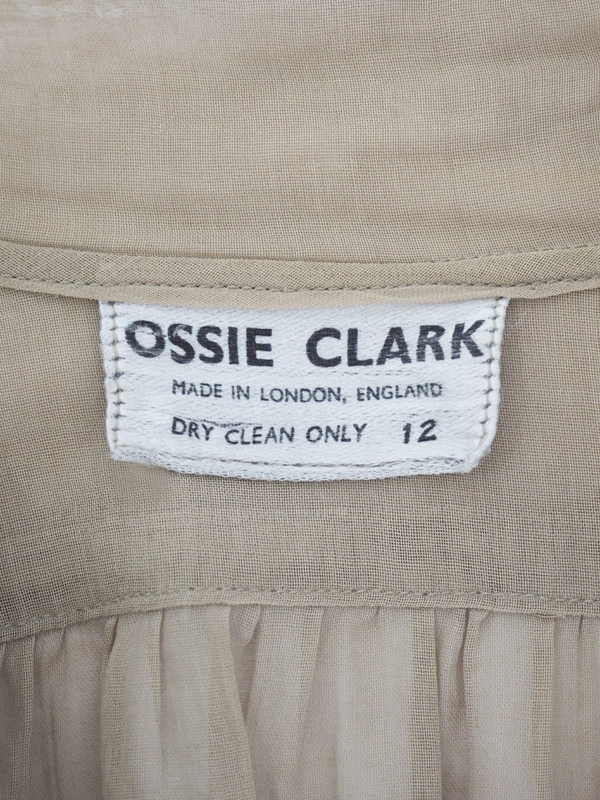 OSSIE CLARK
MADE IN LONDON, ENGLAND
DRY CLEAN ONLY 12